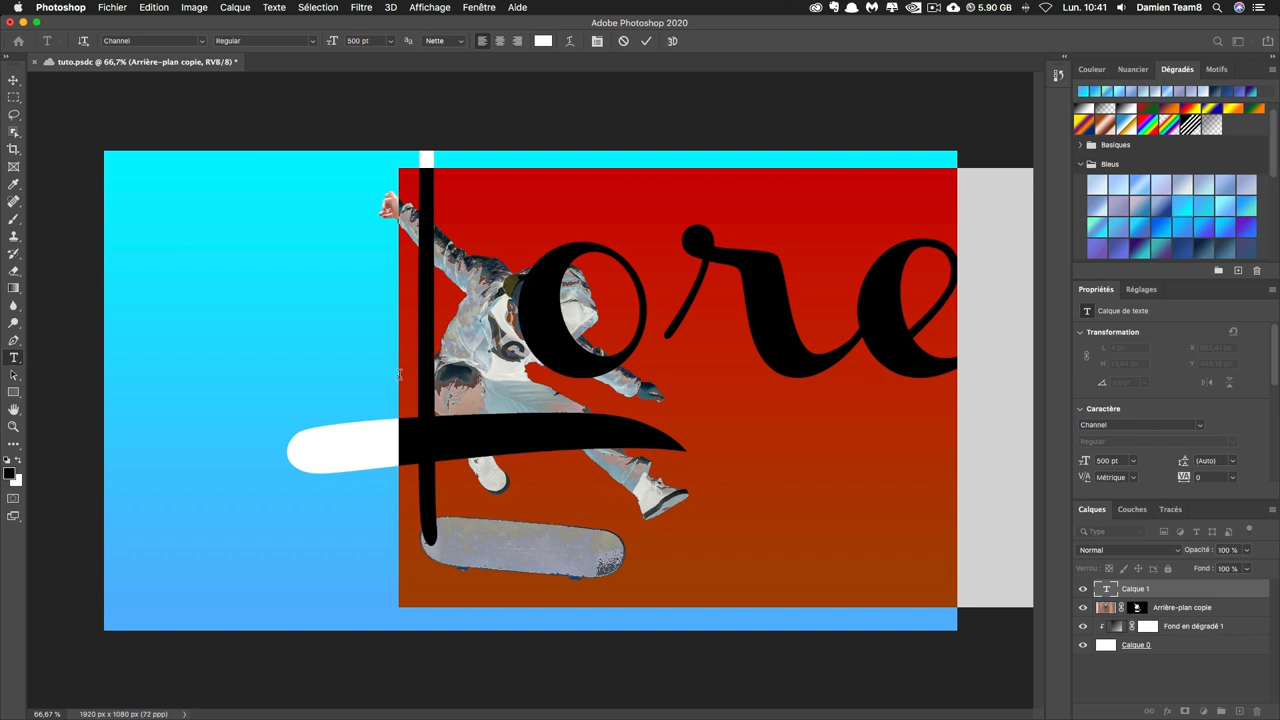 Photoshop Fichier Edition Image Calque Texte Sélection Filtre 3D Affichage Fenêtre Aide 5.90 GB Lun. 10:41 Damien Team8
Adobe Photoshop 2020
T Channel Regular 500 pt Nette 3D
tuto.psdc @ 66,7% (Arrière-plan copie, RVB/8) *
Couleur Nuancier Dégradés Motifs
Basiques
Bleus
Propriétés Réglages
T Calque de texte
Transformation
Caractère
Channel
Regular
500 pt (Auto)
Métrique 0
Calques Couches Tracés
Type
Normal Opacité : 100 %
Verrou : Fond : 100 %
T Calque 1
Arrière-plan copie
Fond en dégradé 1
Calque 0
Lore
66,67 % 1920 px x 1080 px (72 ppp)